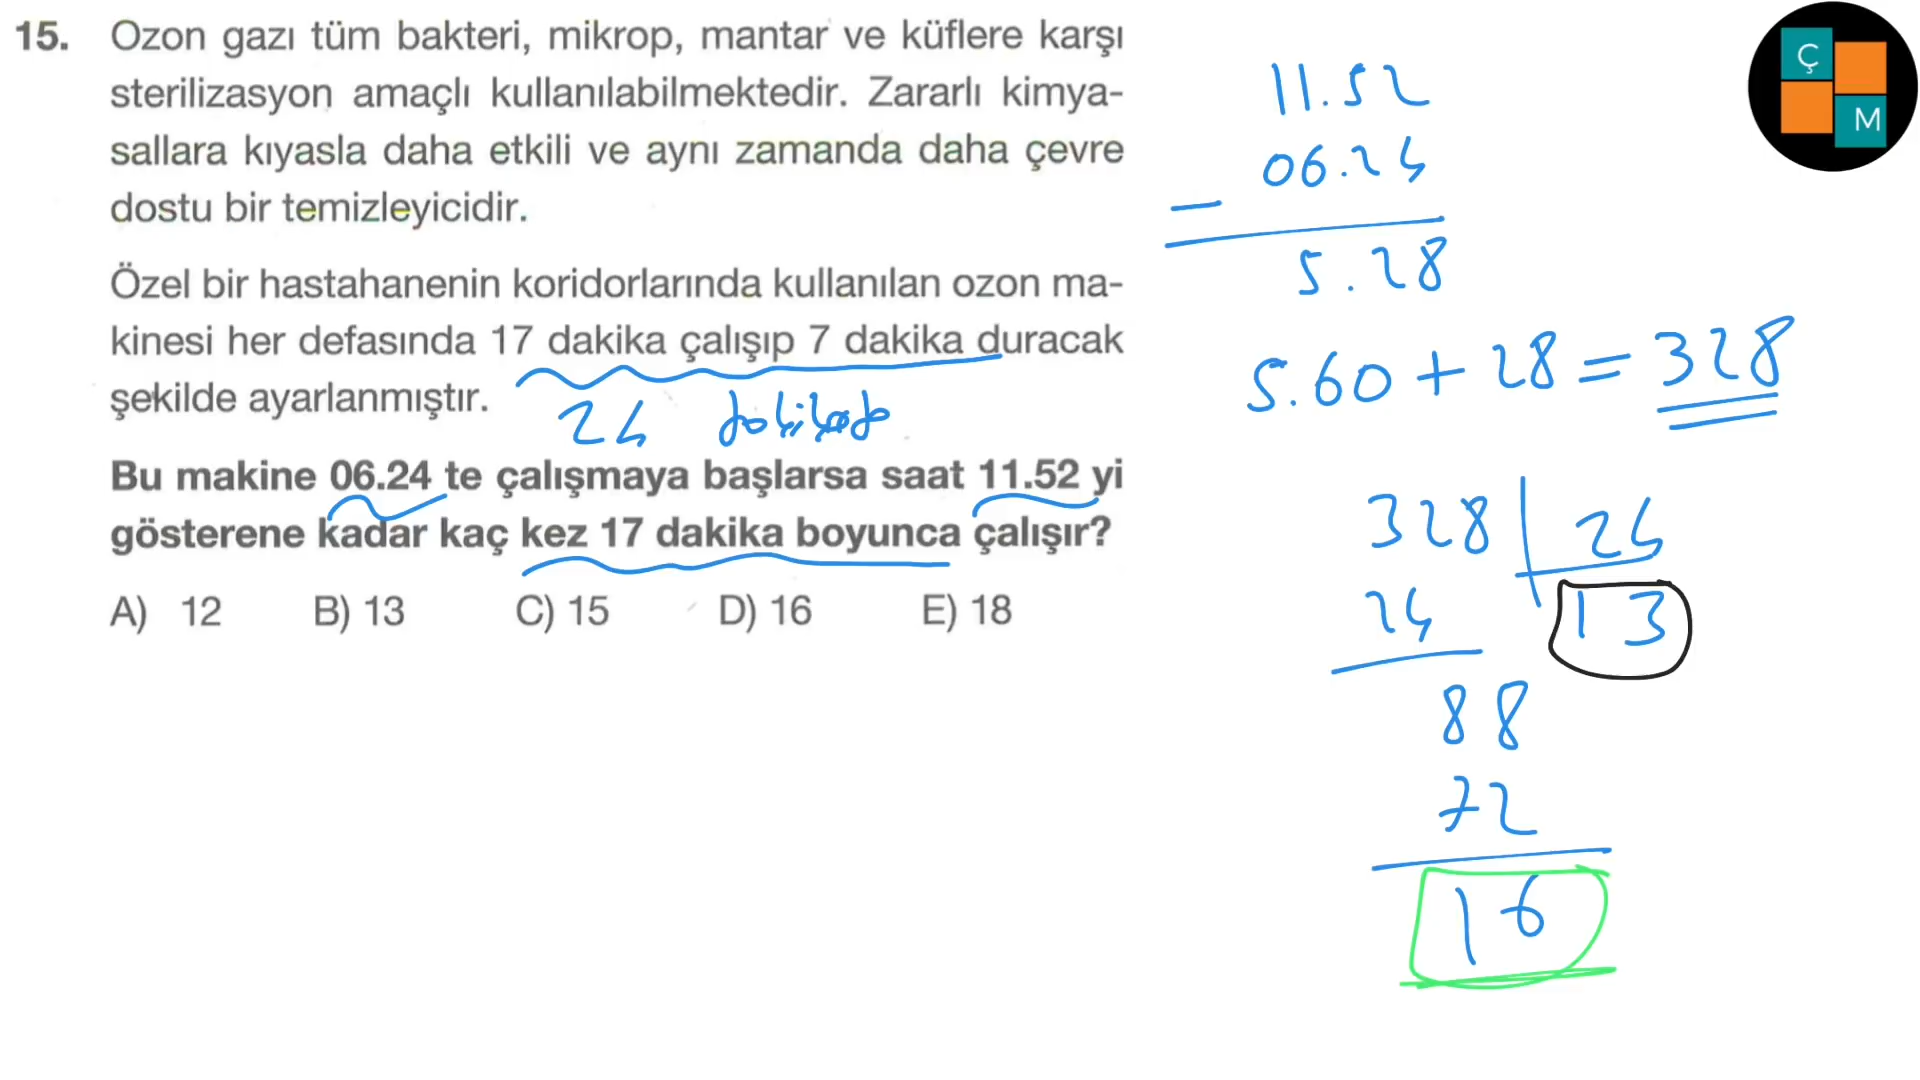 15. Ozon gazı tüm bakteri, mikrop, mantar ve küflere karşı
sterilizasyon amaçlı kullanılabilmektedir. Zararlı kimya-
sallara kıyasla daha etkili ve aynı zamanda daha çevre
dostu bir temizleyicidir.
Özel bir hastahanenin koridorlarında kullanılan ozon ma-
kinesi her defasında 17 dakika çalışıp 7 dakika duracak
şekilde ayarlanmıştır.
24 dakikada
Bu makine 06.24 te çalışmaya başlarsa saat 11.52 yi
gösterene kadar kaç kez 17 dakika boyunca çalışır?
A) 12 B) 13 C) 15 D) 16 E) 18
11.52
06.24
−
5.28
5.60 + 28 = 328
328 | 24
24 13
88
72
16
Ç
M